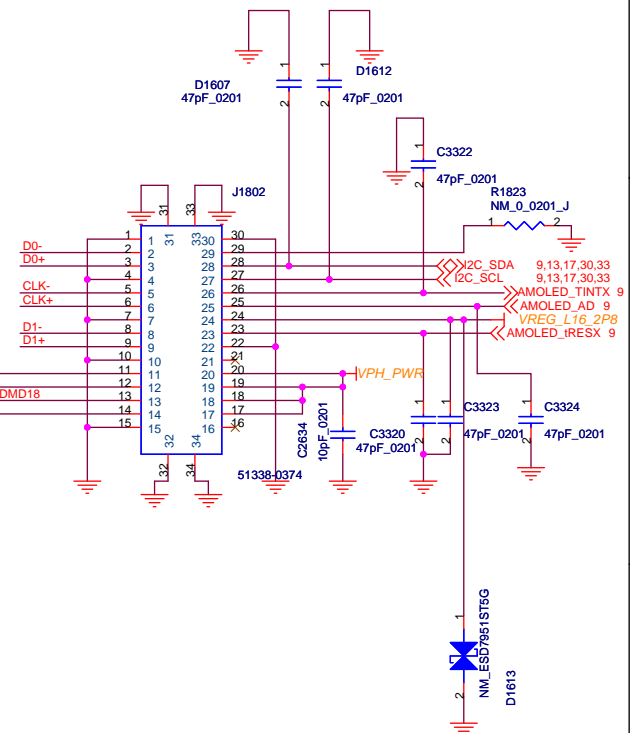 1
1
D1607
47pF_0201
D1612
47pF_0201
2
2
1
C3322
47pF_0201
2
R1823
NM_0_0201_J
1
2
J1802
31
33
1
1
31
33
30
30
D0-
2
2
29
29
D0+
3
3
28
28
I2C_SDA
9,13,17,30,33
4
4
27
27
I2C_SCL
9,13,17,30,33
CLK-
5
5
26
26
AMOLED_TINTX
9
CLK+
6
6
25
25
AMOLED_AD
9
7
7
24
24
VREG_L16_2P8
D1-
8
8
23
23
AMOLED_tRESX
9
D1+
9
9
22
22
10
10
21
21
11
11
20
20
VPH_PWR
12
12
19
19
DMD18
13
13
18
18
14
14
17
17
15
15
16
16
32
34
32
34
51338-0374
C2634
10pF_0201
1
1
1
C3320
47pF_0201
C3323
47pF_0201
C3324
47pF_0201
2
2
2
1
NM_ESD7951ST5G
D1613
2